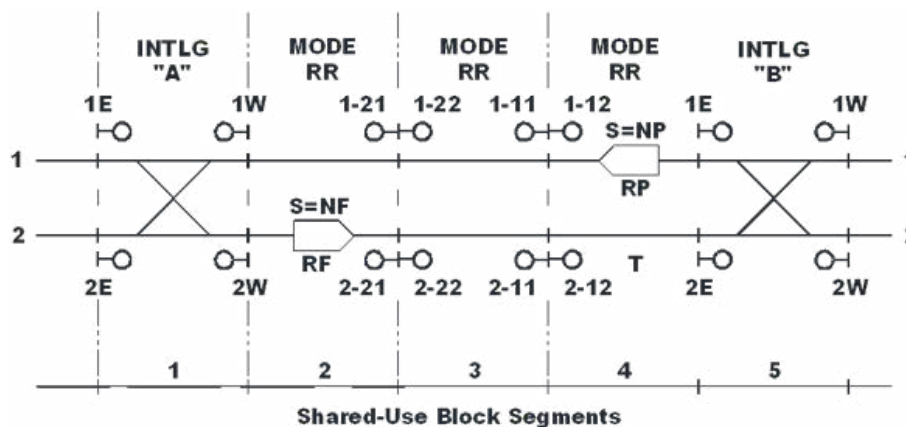 INTLG "A" MODE RR MODE RR MODE RR INTLG "B"
1E 1W 1-21 1-22 1-11 1-12 1E 1W
S=NP
1
RP
S=NF
2
RF T
2E 2W 2-21 2-22 2-11 2-12 2E 2W
1 2 3 4 5
Shared-Use Block Segments